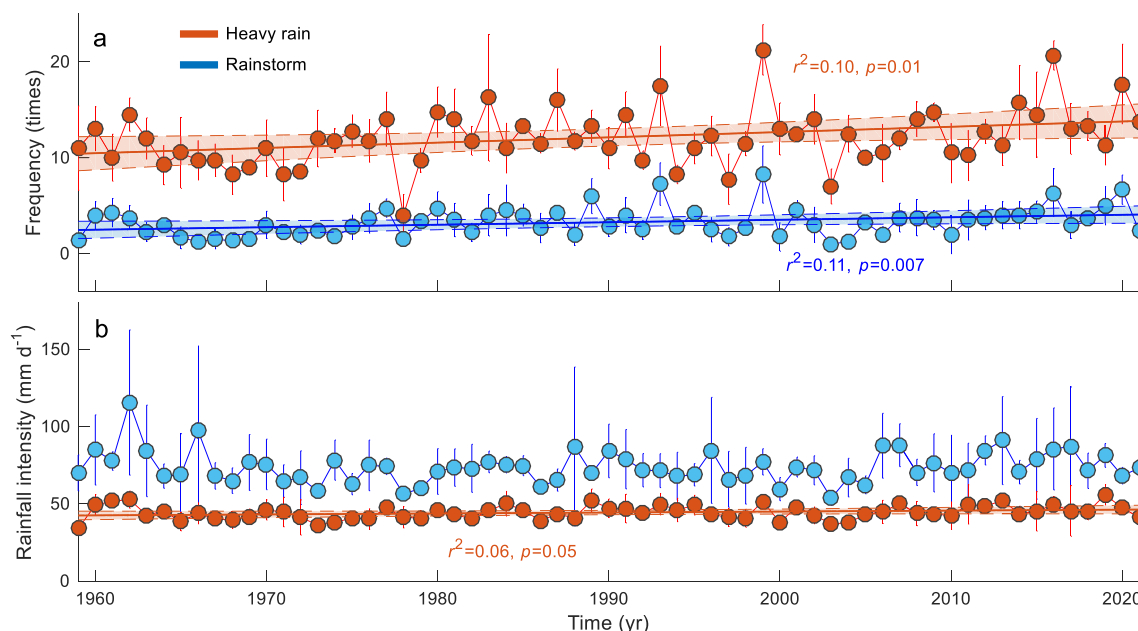 a
Heavy rain
Rainstorm
r²=0.10, p=0.01
r²=0.11, p=0.007
Frequency (times)
20
10
0
b
r²=0.06, p=0.05
Rainfall intensity (mm d⁻¹)
150
100
50
0
1960 1970 1980 1990 2000 2010 2020
Time (yr)